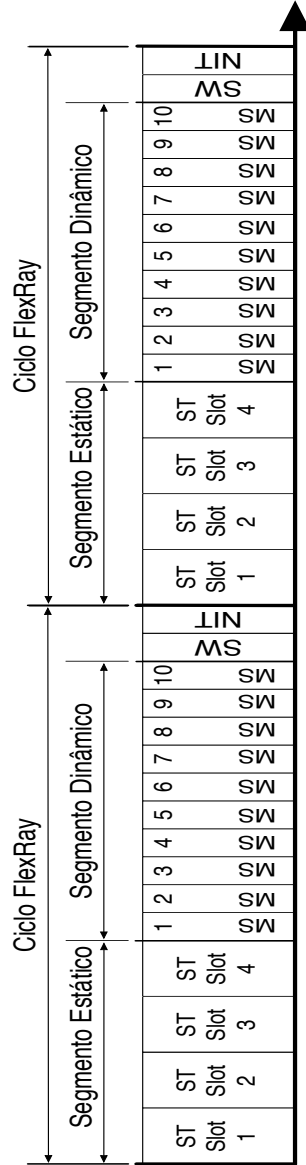 Ciclo FlexRay
Ciclo FlexRay
Segmento Estático
Segmento Dinâmico
Segmento Estático
Segmento Dinâmico
ST Slot 1
ST Slot 2
ST Slot 3
ST Slot 4
1 MS
2 MS
3 MS
4 MS
5 MS
6 MS
7 MS
8 MS
9 MS
10 MS
SW
NIT
ST Slot 1
ST Slot 2
ST Slot 3
ST Slot 4
1 MS
2 MS
3 MS
4 MS
5 MS
6 MS
7 MS
8 MS
9 MS
10 MS
SW
NIT